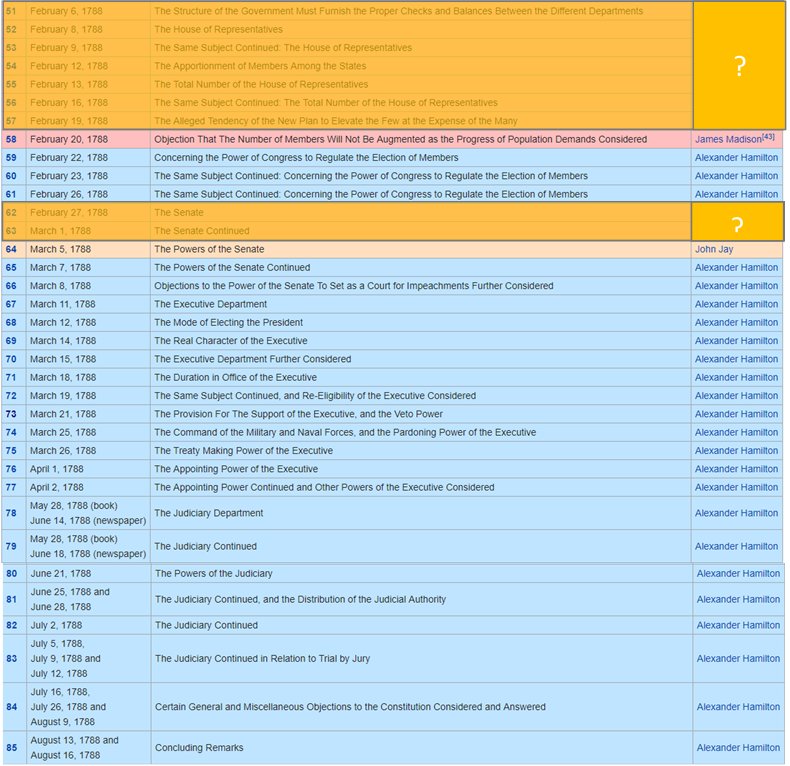 51 February 6, 1788 The Structure of the Government Must Furnish the Proper Checks and Balances Between the Different Departments
?
52 February 8, 1788 The House of Representatives
53 February 9, 1788 The Same Subject Continued: The House of Representatives
54 February 12, 1788 The Apportionment of Members Among the States
55 February 13, 1788 The Total Number of the House of Representatives
56 February 16, 1788 The Same Subject Continued: The Total Number of the House of Representatives
57 February 19, 1788 The Alleged Tendency of the New Plan to Elevate the Few at the Expense of the Many
58 February 20, 1788 Objection That The Number of Members Will Not Be Augmented as the Progress of Population Demands Considered James Madison[43]
59 February 22, 1788 Concerning the Power of Congress to Regulate the Election of Members Alexander Hamilton
60 February 23, 1788 The Same Subject Continued: Concerning the Power of Congress to Regulate the Election of Members Alexander Hamilton
61 February 26, 1788 The Same Subject Continued: Concerning the Power of Congress to Regulate the Election of Members Alexander Hamilton
62 February 27, 1788 The Senate
?
63 March 1, 1788 The Senate Continued
64 March 5, 1788 The Powers of the Senate John Jay
65 March 7, 1788 The Powers of the Senate Continued Alexander Hamilton
66 March 8, 1788 Objections to the Power of the Senate To Set as a Court for Impeachments Further Considered Alexander Hamilton
67 March 11, 1788 The Executive Department Alexander Hamilton
68 March 12, 1788 The Mode of Electing the President Alexander Hamilton
69 March 14, 1788 The Real Character of the Executive Alexander Hamilton
70 March 15, 1788 The Executive Department Further Considered Alexander Hamilton
71 March 18, 1788 The Duration in Office of the Executive Alexander Hamilton
72 March 19, 1788 The Same Subject Continued, and Re-Eligibility of the Executive Considered Alexander Hamilton
73 March 21, 1788 The Provision For The Support of the Executive, and the Veto Power Alexander Hamilton
74 March 25, 1788 The Command of the Military and Naval Forces, and the Pardoning Power of the Executive Alexander Hamilton
75 March 26, 1788 The Treaty Making Power of the Executive Alexander Hamilton
76 April 1, 1788 The Appointing Power of the Executive Alexander Hamilton
77 April 2, 1788 The Appointing Power Continued and Other Powers of the Executive Considered Alexander Hamilton
78 May 28, 1788 (book)
June 14, 1788 (newspaper) The Judiciary Department Alexander Hamilton
79 May 28, 1788 (book)
June 18, 1788 (newspaper) The Judiciary Continued Alexander Hamilton
80 June 21, 1788 The Powers of the Judiciary Alexander Hamilton
81 June 25, 1788 and
June 28, 1788 The Judiciary Continued, and the Distribution of the Judicial Authority Alexander Hamilton
82 July 2, 1788 The Judiciary Continued Alexander Hamilton
83 July 5, 1788,
July 9, 1788 and
July 12, 1788 The Judiciary Continued in Relation to Trial by Jury Alexander Hamilton
84 July 16, 1788,
July 26, 1788 and
August 9, 1788 Certain General and Miscellaneous Objections to the Constitution Considered and Answered Alexander Hamilton
85 August 13, 1788 and
August 16, 1788 Concluding Remarks Alexander Hamilton